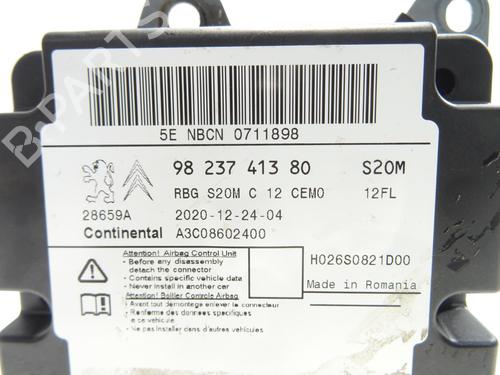 5E NBCN 0711898
98 237 413 80 S20M
RBG S20M C 12 CEMO 12FL
28659A 2020-12-24-04
Continental A3C08602400
Attention! Airbag Control Unit
- Before any disassembly
detach the connector
- Contains specific vehicle data
- Never install in another car
H026S0821D00
Made in Romania
Attention! Boîtier Contrôle Airbag
- Avant tout démontage enlever le connecteur
- Renferme des données spécifiques
à ce véhicule
- Ne pas installer dans d'autres véhicules